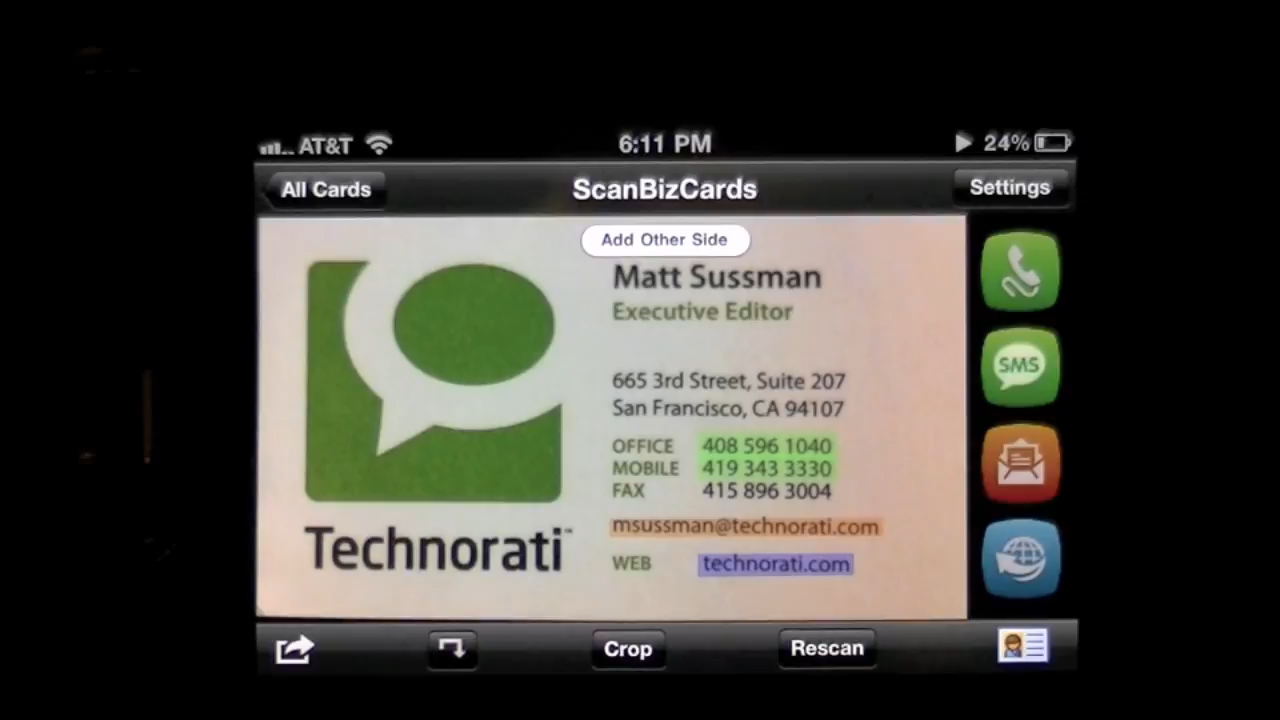 AT&T 6:11 PM 24%
All Cards ScanBizCards Settings
Add Other Side
Matt Sussman
Executive Editor
665 3rd Street, Suite 207
San Francisco, CA 94107
OFFICE 408 596 1040
MOBILE 419 343 3330
FAX 415 896 3004
msussman@technorati.com
WEB technorati.com
Technorati™
SMS
Crop Rescan